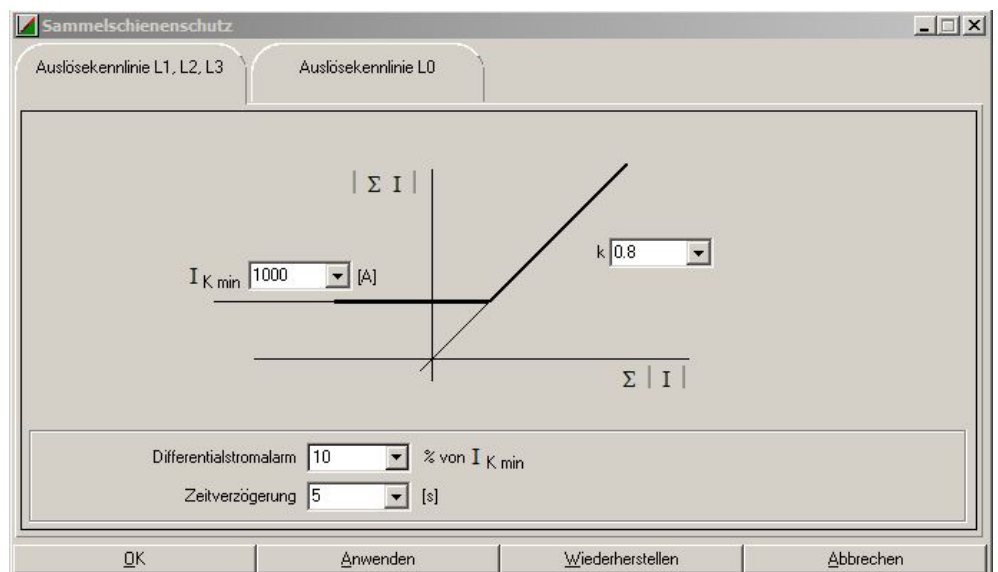 Sammelschienenschutz
Auslösekennlinie L1, L2, L3
Auslösekennlinie L0
| Σ I |
k 0.8
I K min 1000 [A]
Σ | I |
Differentialstromalarm 10 % von I K min
Zeitverzögerung 5 [s]
OK Anwenden Wiederherstellen Abbrechen